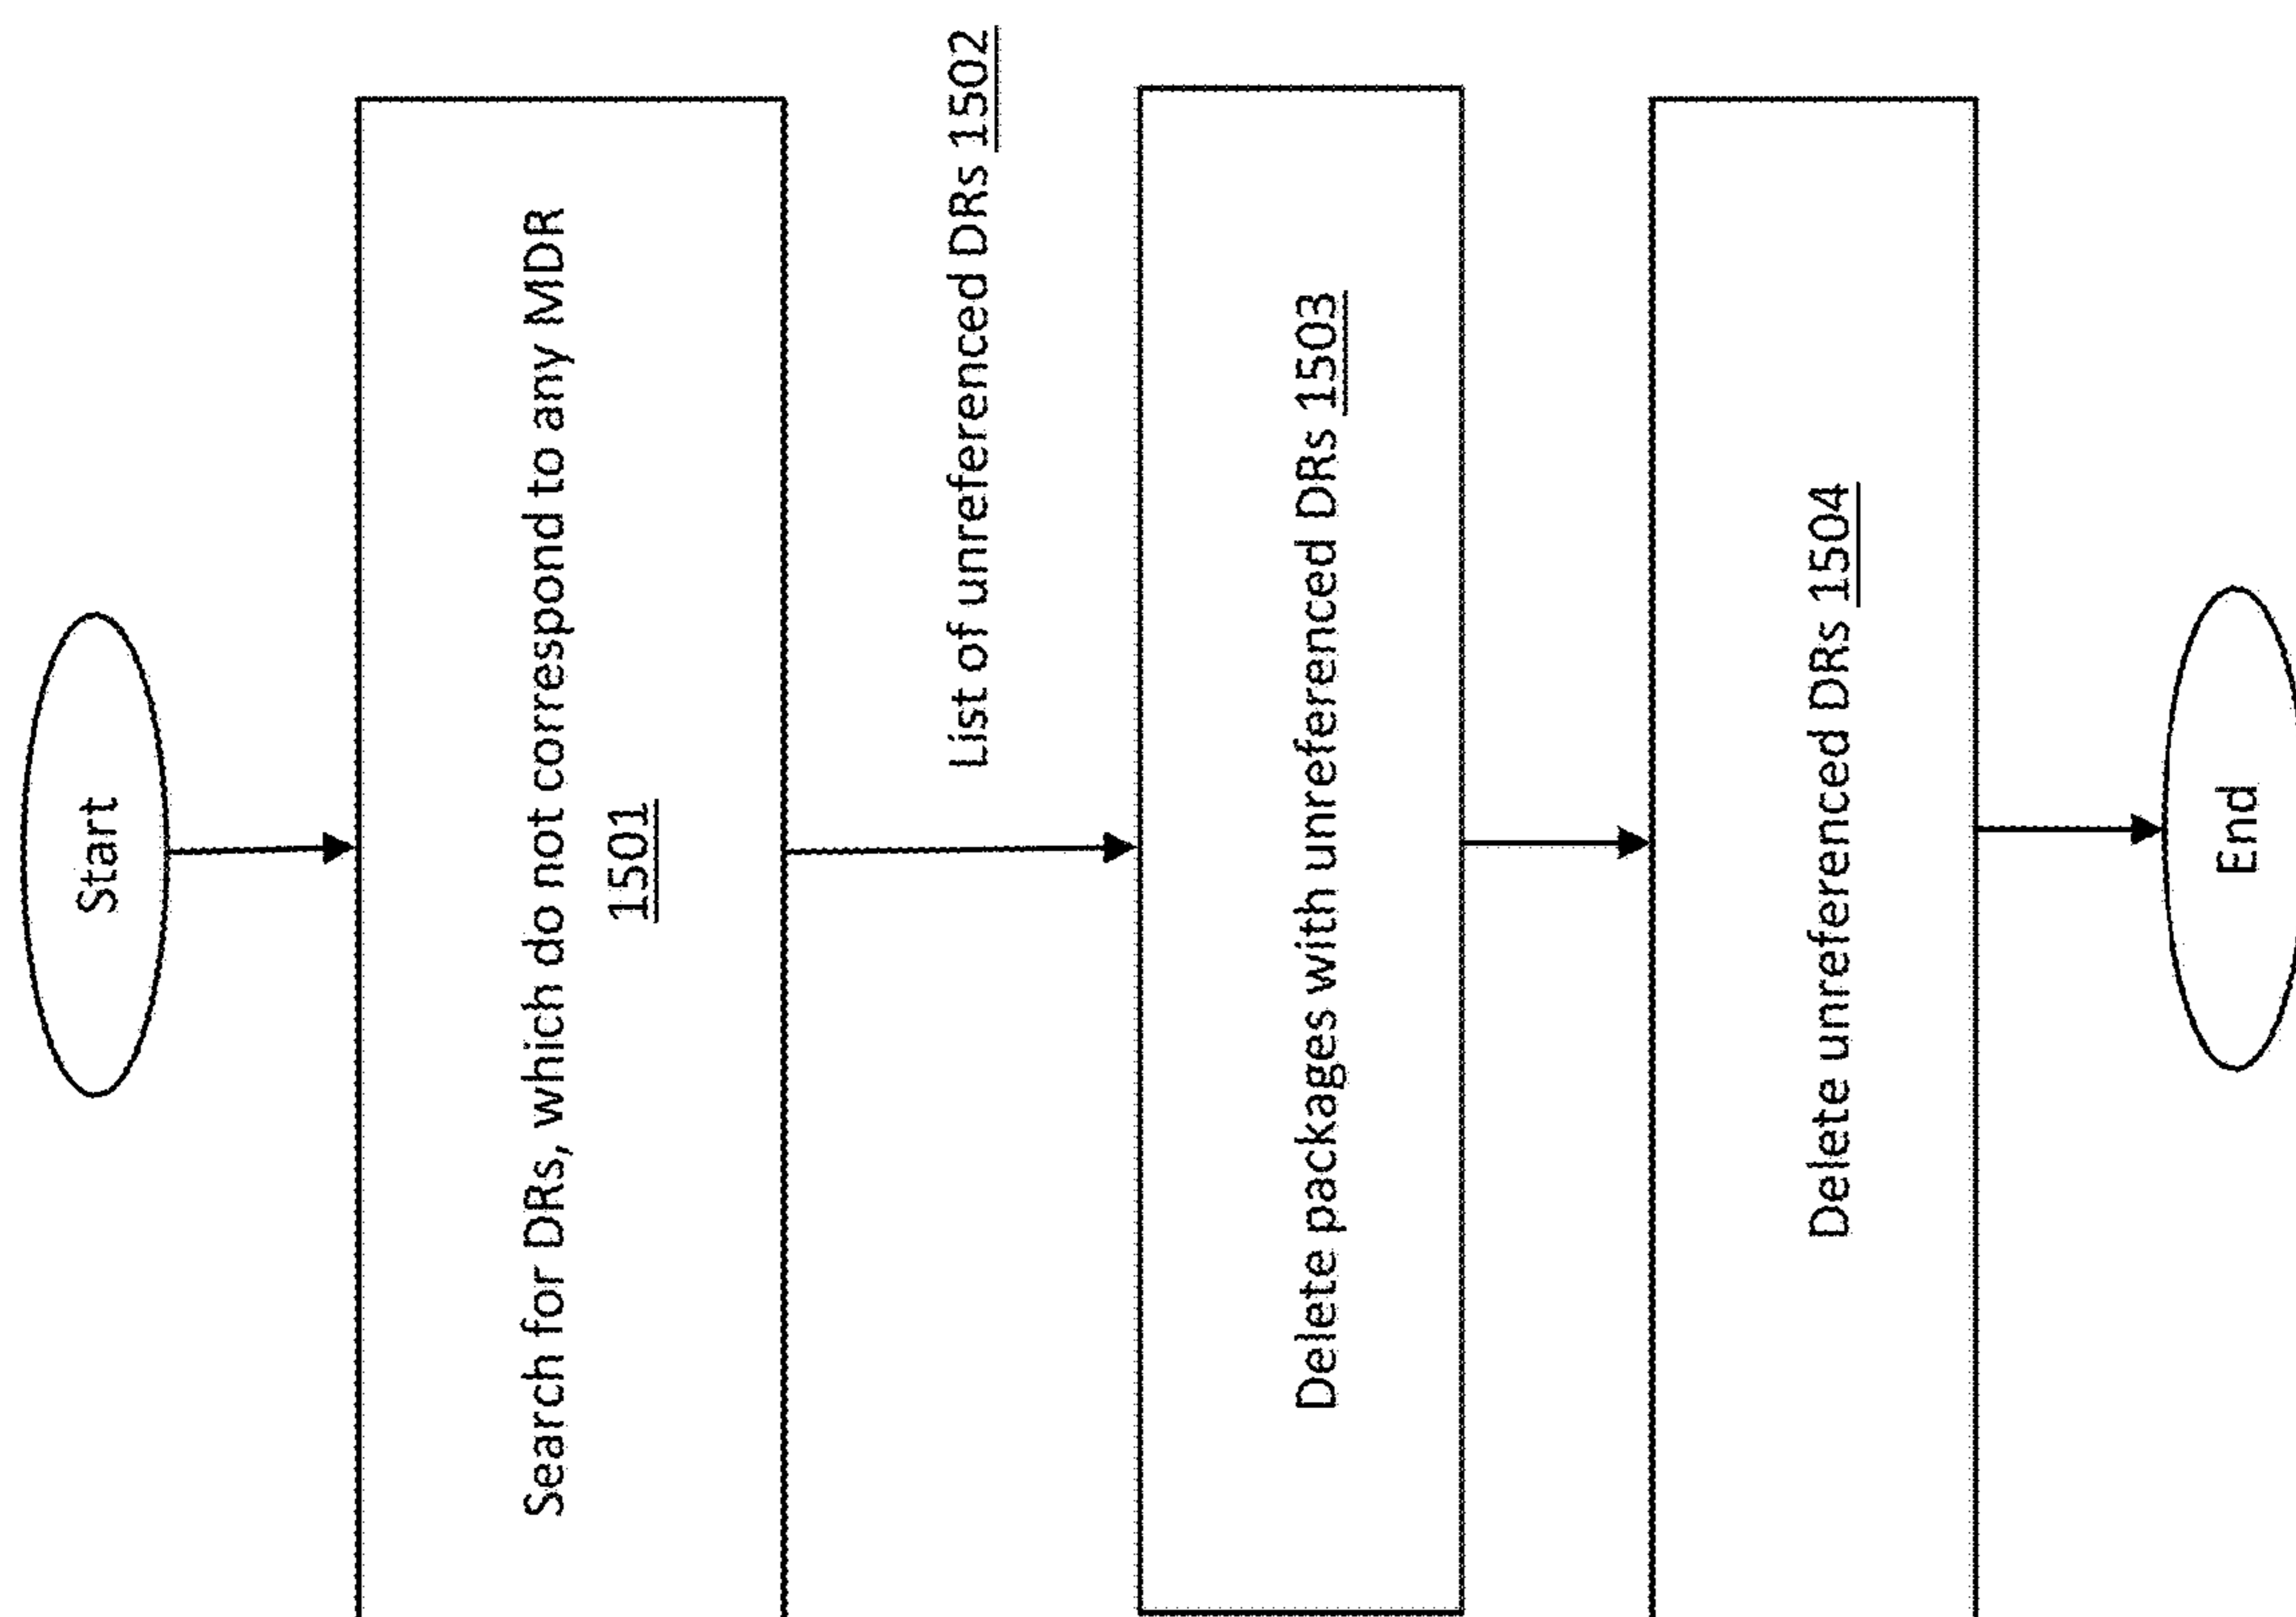 Start
Search for DRs, which do not correspond to any MDR
1501
List of unreferenced DRs 1502
Delete packages with unreferenced DRs 1503
Delete unreferenced DRs 1504
End